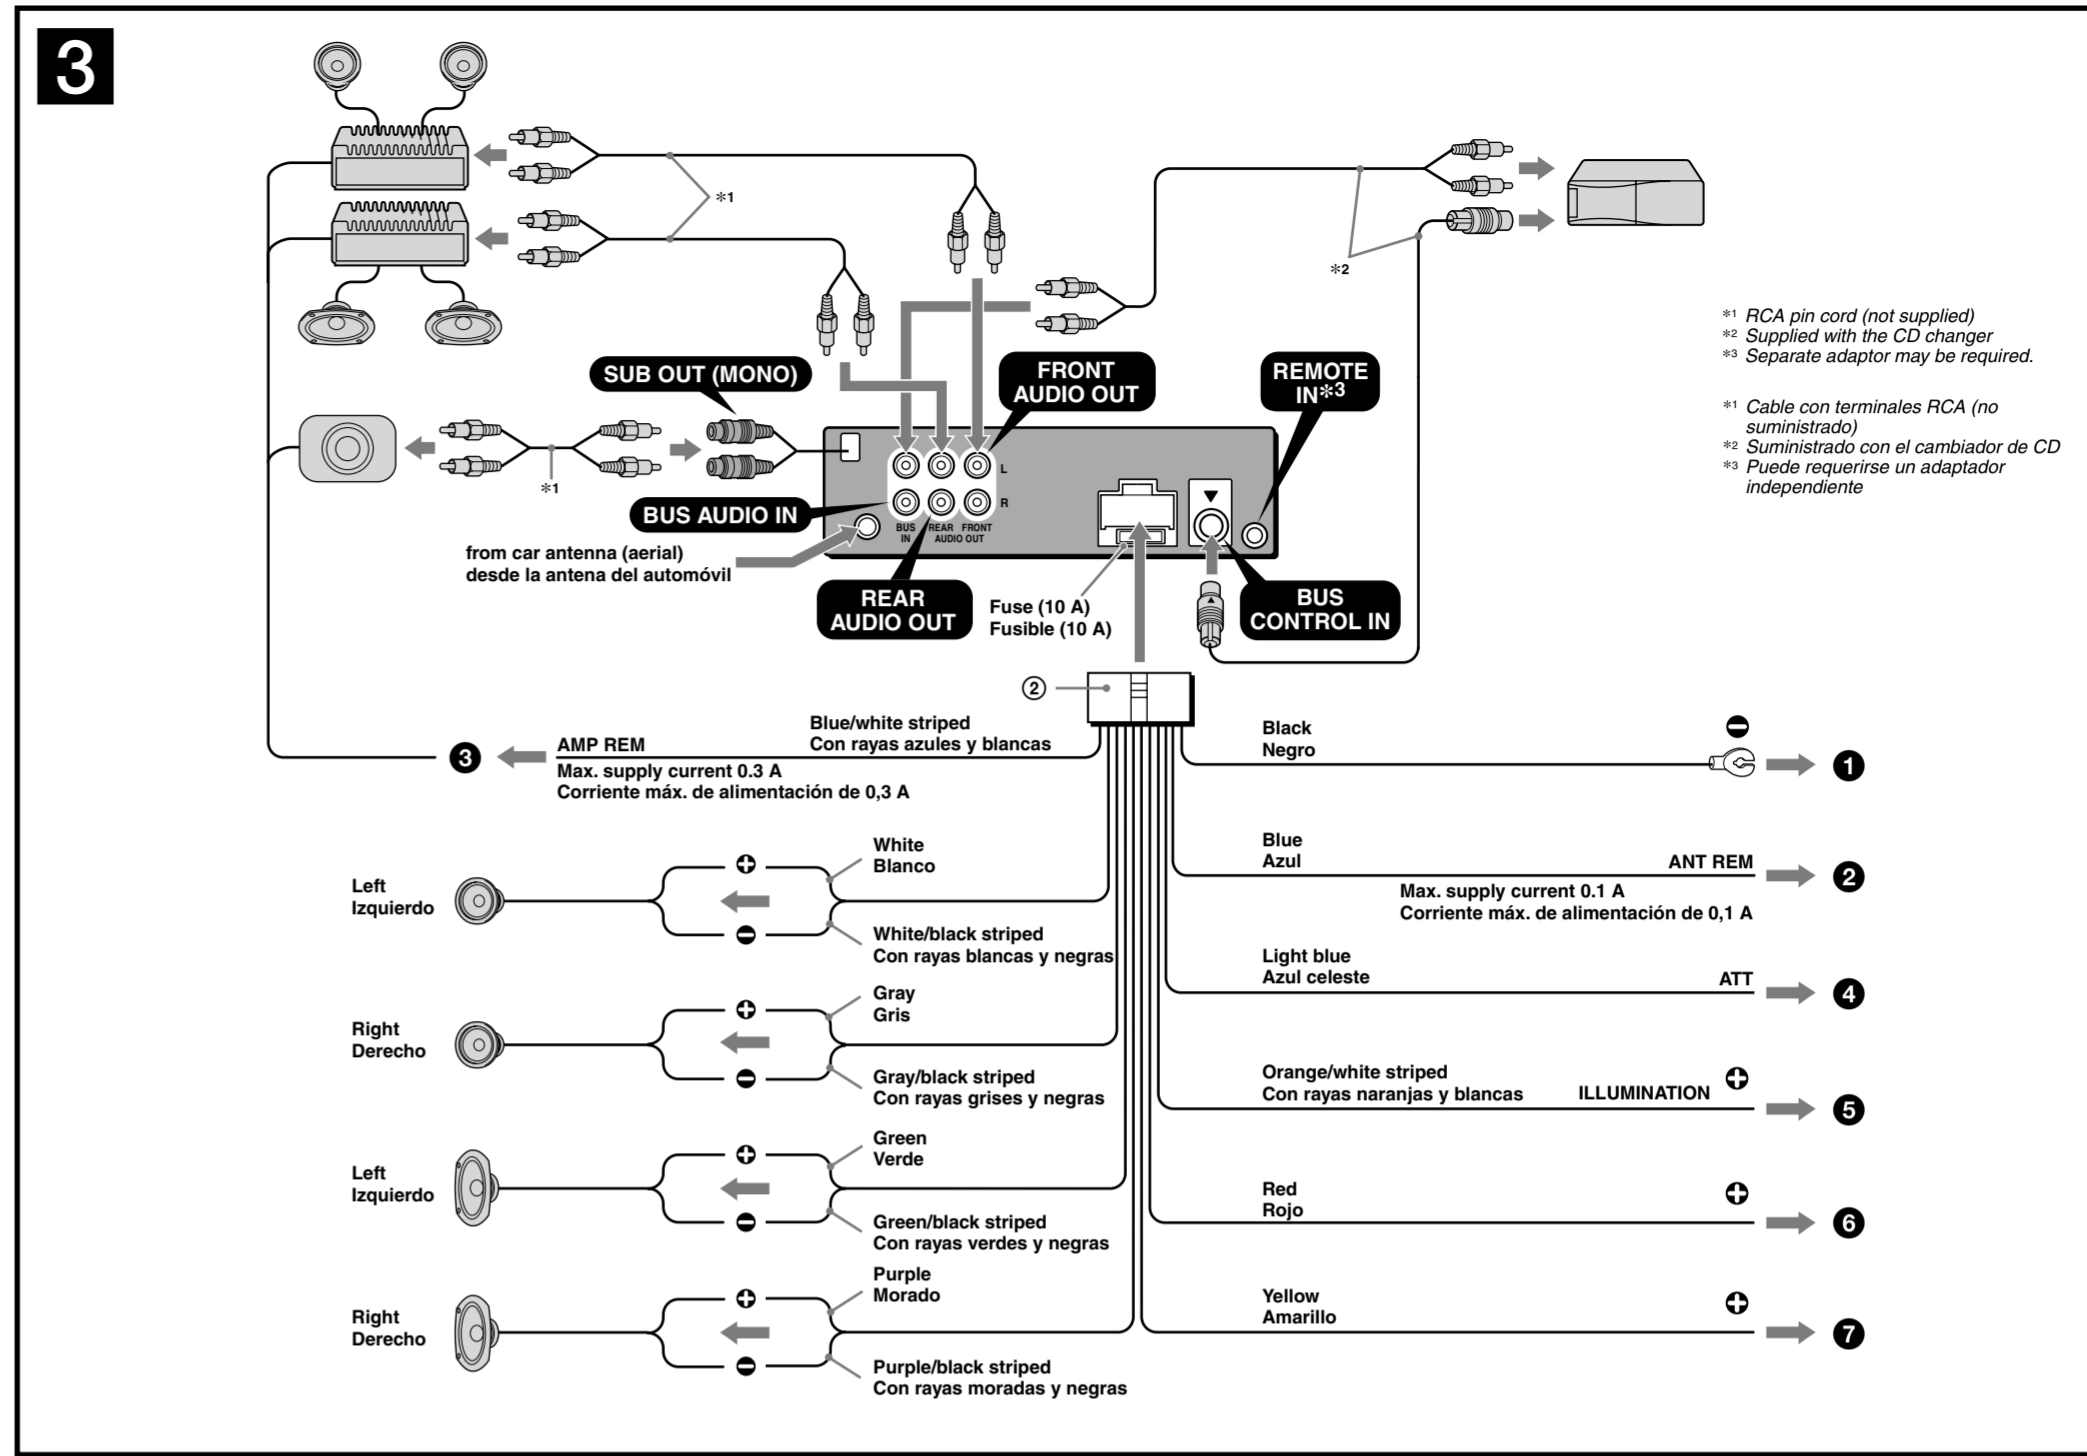 3
*1
*2
*1 RCA pin cord (not supplied)
*2 Supplied with the CD changer
*3 Separate adaptor may be required.
*1 Cable con terminales RCA (no
suministrado)
*2 Suministrado con el cambiador de CD
*3 Puede requerirse un adaptador
independiente
SUB OUT (MONO)
FRONT
AUDIO OUT
REMOTE
IN*3
*1
BUS AUDIO IN
L
R
BUS
IN
REAR
FRONT
AUDIO OUT
from car antenna (aerial)
desde la antena del automóvil
REAR
AUDIO OUT
Fuse (10 A)
Fusible (10 A)
BUS
CONTROL IN
②
❸
AMP REM
Blue/white striped
Con rayas azules y blancas
Max. supply current 0.3 A
Corriente máx. de alimentación de 0,3 A
Left
Izquierdo
White
Blanco
White/black striped
Con rayas blancas y negras
Right
Derecho
Gray
Gris
Gray/black striped
Con rayas grises y negras
Left
Izquierdo
Green
Verde
Green/black striped
Con rayas verdes y negras
Right
Derecho
Purple
Morado
Purple/black striped
Con rayas moradas y negras
Black
Negro
❶
Blue
Azul
ANT REM
❷
Max. supply current 0.1 A
Corriente máx. de alimentación de 0,1 A
Light blue
Azul celeste
ATT
❹
Orange/white striped
Con rayas naranjas y blancas
ILLUMINATION
❺
Red
Rojo
❻
Yellow
Amarillo
❼